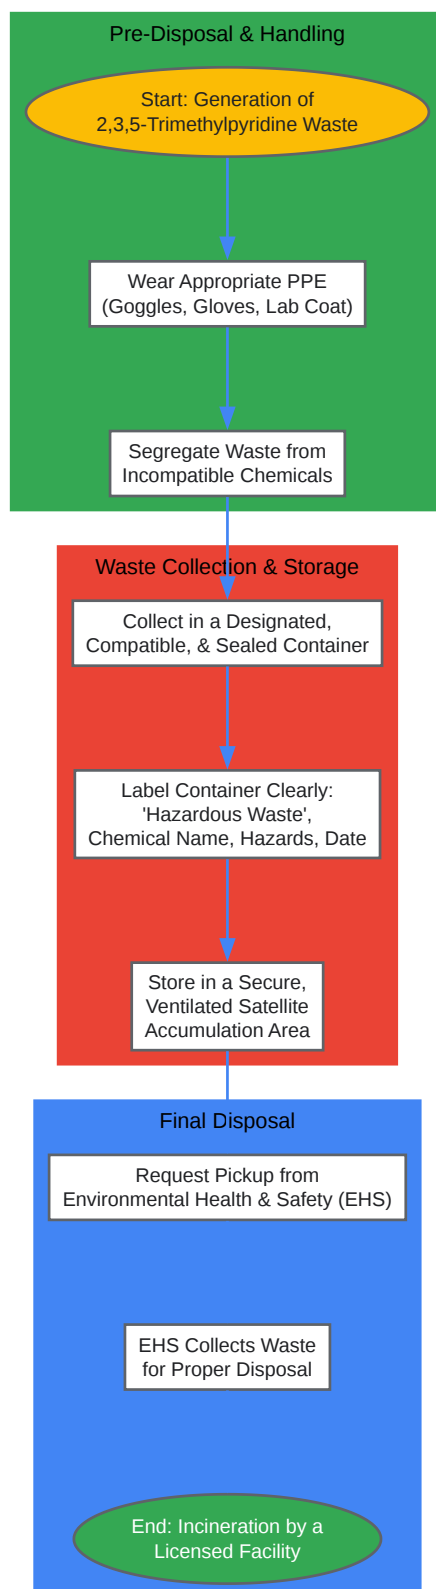 Pre-Disposal & Handling
Start: Generation of
2,3,5-Trimethylpyridine Waste
Wear Appropriate PPE
(Goggles, Gloves, Lab Coat)
Segregate Waste from
Incompatible Chemicals
Waste Collection & Storage
Collect in a Designated,
Compatible, & Sealed Container
Label Container Clearly:
'Hazardous Waste',
Chemical Name, Hazards, Date
Store in a Secure,
Ventilated Satellite
Accumulation Area
Final Disposal
Request Pickup from
Environmental Health & Safety (EHS)
EHS Collects Waste
for Proper Disposal
End: Incineration by a
Licensed Facility